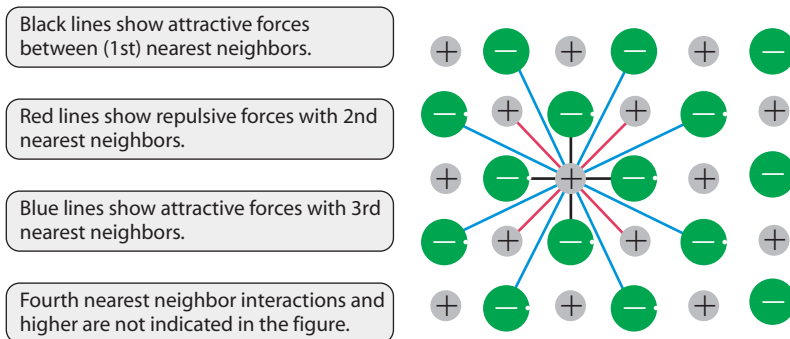 Black lines show attractive forces
between (1st) nearest neighbors.
Red lines show repulsive forces with 2nd
nearest neighbors.
Blue lines show attractive forces with 3rd
nearest neighbors.
Fourth nearest neighbor interactions and
higher are not indicated in the figure.
+ − + − + −
− + − + − +
+ − + − + −
− + − + − +
+ − + − + −